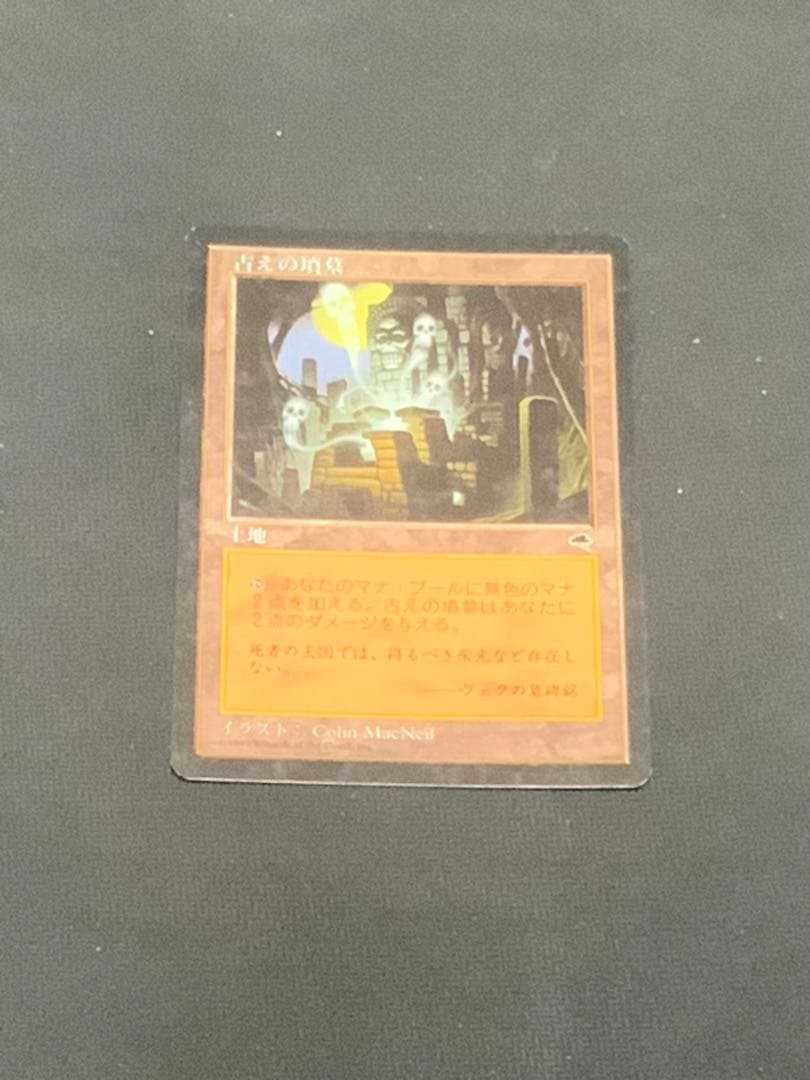 古えの墳墓
土地
：あなたのマナ・プールに無色のマナ
2点を加える。古えの墳墓はあなたに
2点のダメージを与える。
死者の王国では、得るべき栄光など存在し
ない。
イラスト：Colin MacNeil